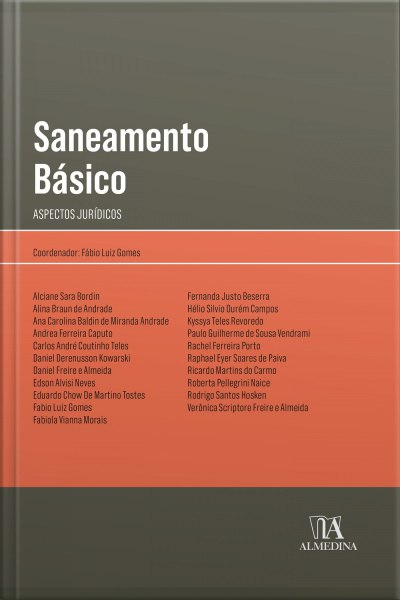 Saneamento
Básico
ASPECTOS JURÍDICOS
Coordenador: Fábio Luiz Gomes
Alciane Sara Bordin
Alina Braun de Andrade
Ana Carolina Baldin de Miranda Andrade
Andrea Ferreira Caputo
Carlos André Coutinho Teles
Daniel Derenusson Kowarski
Daniel Freire e Almeida
Edson Alvisi Neves
Eduardo Chow De Martino Tostes
Fabio Luiz Gomes
Fabiola Vianna Morais
Fernanda Justo Beserra
Hélio Silvio Ourém Campos
Kyssya Teles Revoredo
Paulo Guilherme de Sousa Vendrami
Rachel Ferreira Porto
Raphael Eyer Soares de Paiva
Ricardo Martins do Carmo
Roberta Pellegrini Naice
Rodrigo Santos Hosken
Verônica Scriptore Freire e Almeida
ALMEDINA